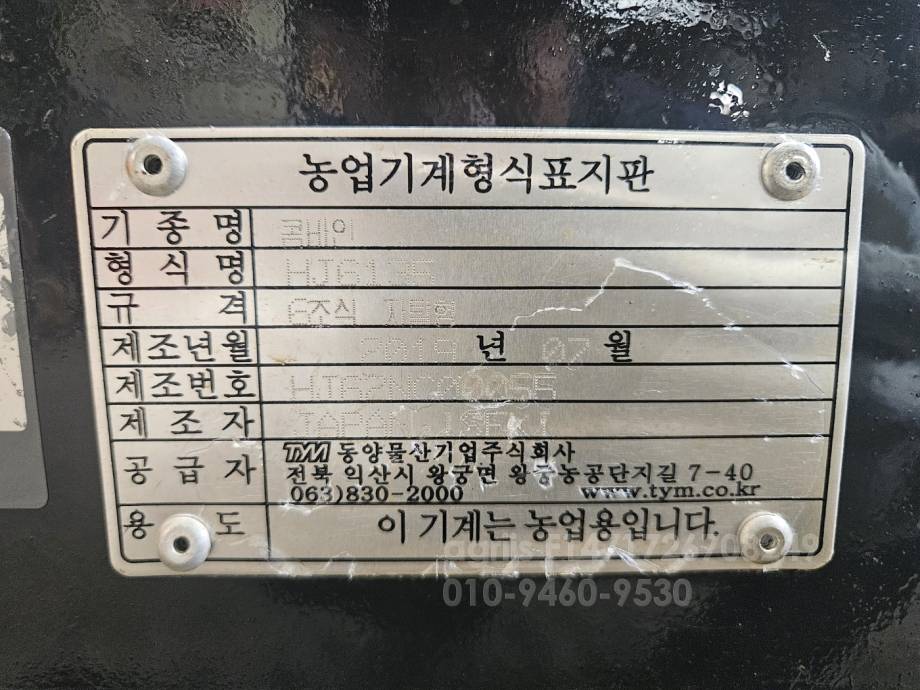 농업기계형식표지판
기종명 콤바인
형식명 HJ6135
규격 6조식 자탈형
제조년월 2019 년 07 월
제조번호
제조자 JAPAN
공급자 TYM 동양물산기업주식회사
전북 익산시 왕궁면 왕궁농공단지길 7-40
063)830-2000 www.tym.co.kr
용도 이 기계는 농업용입니다.
010-9460-9530